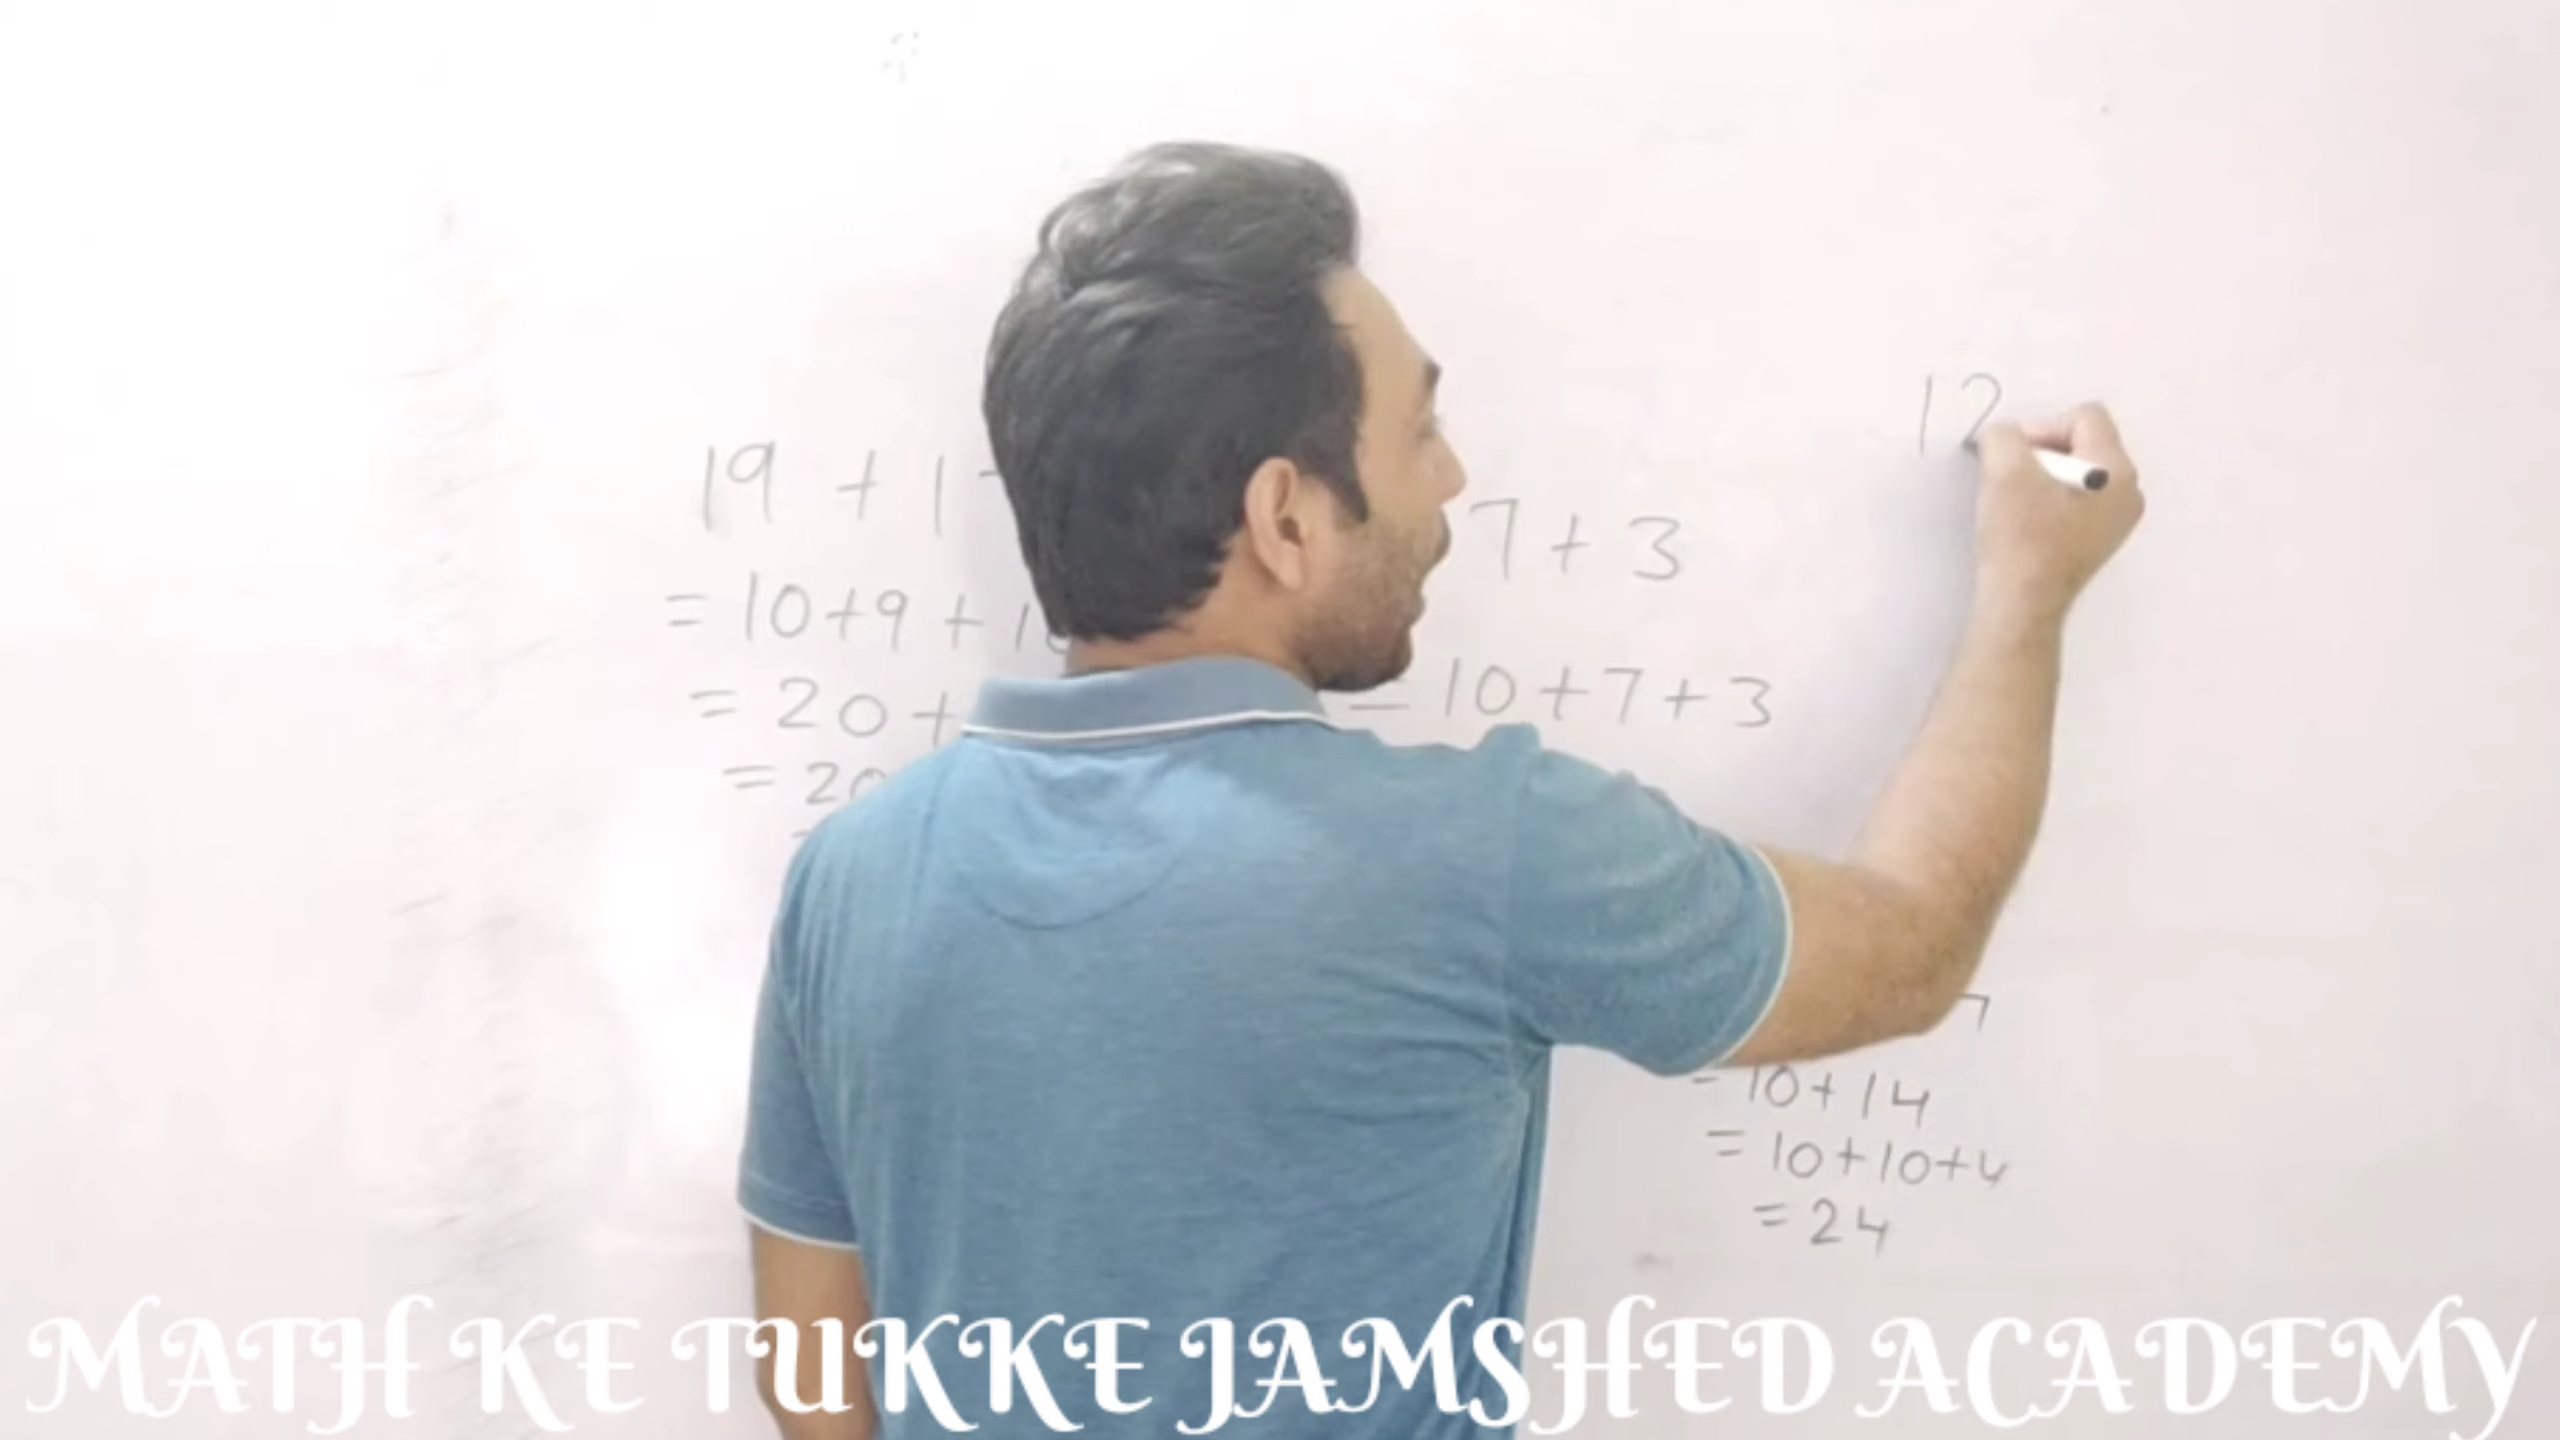 19 + 1
= 10+9 + 1
= 20 +
= 20
7 + 3
= 10+7+3
12
7
= 10+14
= 10+10+4
= 24
MATH KE TUKKE JAMSHED ACADEMY